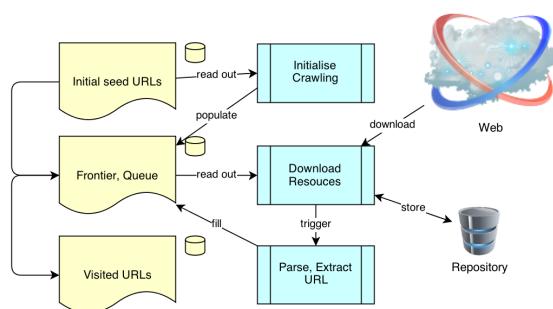 Initial seed URLs
read out
Initialise
Crawling
Web
populate
download
Frontier, Queue
read out
Download
Resouces
store
fill
trigger
Visited URLs
Parse, Extract
URL
Repository